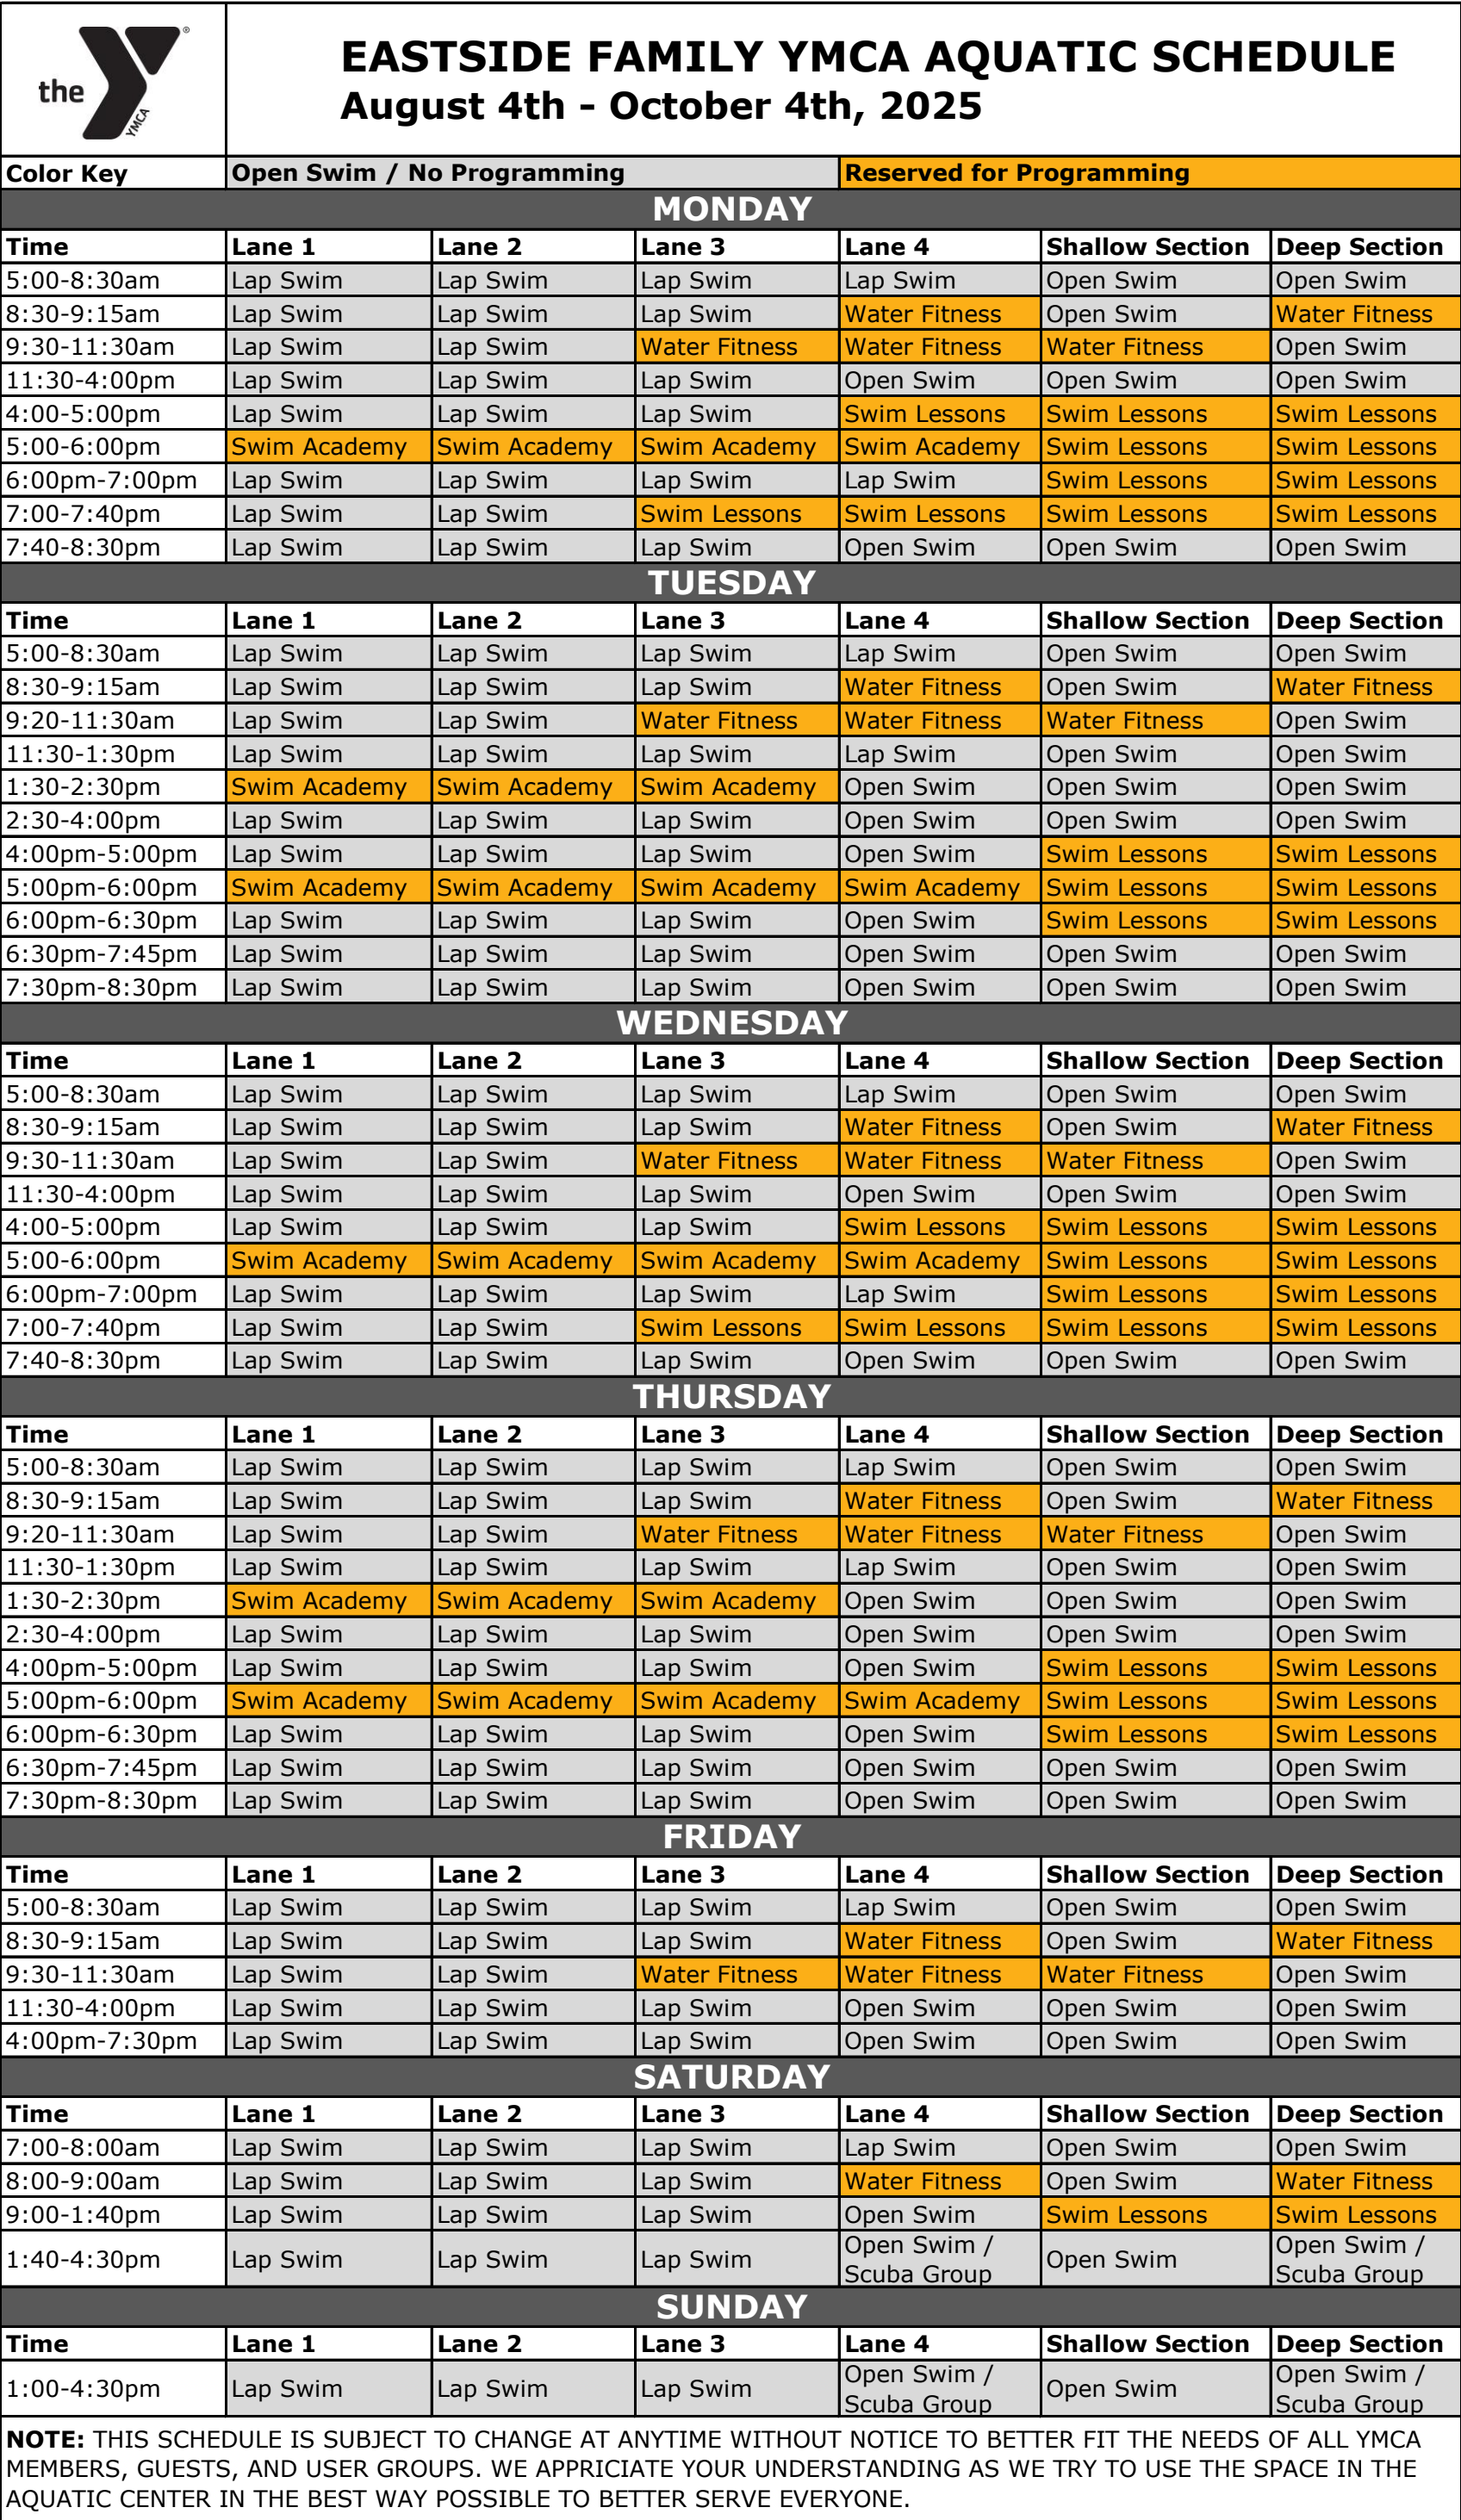 the
YMCA
®
EASTSIDE FAMILY YMCA AQUATIC SCHEDULE
August 4th - October 4th, 2025
Color Key Open Swim / No Programming Reserved for Programming
MONDAY
Time Lane 1 Lane 2 Lane 3 Lane 4 Shallow Section Deep Section
5:00-8:30am Lap Swim Lap Swim Lap Swim Lap Swim Open Swim Open Swim
8:30-9:15am Lap Swim Lap Swim Lap Swim Water Fitness Open Swim Water Fitness
9:30-11:30am Lap Swim Lap Swim Water Fitness Water Fitness Water Fitness Open Swim
11:30-4:00pm Lap Swim Lap Swim Lap Swim Open Swim Open Swim Open Swim
4:00-5:00pm Lap Swim Lap Swim Lap Swim Swim Lessons Swim Lessons Swim Lessons
5:00-6:00pm Swim Academy Swim Academy Swim Academy Swim Academy Swim Lessons Swim Lessons
6:00pm-7:00pm Lap Swim Lap Swim Lap Swim Lap Swim Swim Lessons Swim Lessons
7:00-7:40pm Lap Swim Lap Swim Swim Lessons Swim Lessons Swim Lessons Swim Lessons
7:40-8:30pm Lap Swim Lap Swim Lap Swim Open Swim Open Swim Open Swim
TUESDAY
Time Lane 1 Lane 2 Lane 3 Lane 4 Shallow Section Deep Section
5:00-8:30am Lap Swim Lap Swim Lap Swim Lap Swim Open Swim Open Swim
8:30-9:15am Lap Swim Lap Swim Lap Swim Water Fitness Open Swim Water Fitness
9:20-11:30am Lap Swim Lap Swim Water Fitness Water Fitness Water Fitness Open Swim
11:30-1:30pm Lap Swim Lap Swim Lap Swim Lap Swim Open Swim Open Swim
1:30-2:30pm Swim Academy Swim Academy Swim Academy Open Swim Open Swim Open Swim
2:30-4:00pm Lap Swim Lap Swim Lap Swim Open Swim Open Swim Open Swim
4:00pm-5:00pm Lap Swim Lap Swim Lap Swim Open Swim Swim Lessons Swim Lessons
5:00pm-6:00pm Swim Academy Swim Academy Swim Academy Swim Academy Swim Lessons Swim Lessons
6:00pm-6:30pm Lap Swim Lap Swim Lap Swim Open Swim Swim Lessons Swim Lessons
6:30pm-7:45pm Lap Swim Lap Swim Lap Swim Open Swim Open Swim Open Swim
7:30pm-8:30pm Lap Swim Lap Swim Lap Swim Open Swim Open Swim Open Swim
WEDNESDAY
Time Lane 1 Lane 2 Lane 3 Lane 4 Shallow Section Deep Section
5:00-8:30am Lap Swim Lap Swim Lap Swim Lap Swim Open Swim Open Swim
8:30-9:15am Lap Swim Lap Swim Lap Swim Water Fitness Open Swim Water Fitness
9:30-11:30am Lap Swim Lap Swim Water Fitness Water Fitness Water Fitness Open Swim
11:30-4:00pm Lap Swim Lap Swim Lap Swim Open Swim Open Swim Open Swim
4:00-5:00pm Lap Swim Lap Swim Lap Swim Swim Lessons Swim Lessons Swim Lessons
5:00-6:00pm Swim Academy Swim Academy Swim Academy Swim Academy Swim Lessons Swim Lessons
6:00pm-7:00pm Lap Swim Lap Swim Lap Swim Lap Swim Swim Lessons Swim Lessons
7:00-7:40pm Lap Swim Lap Swim Swim Lessons Swim Lessons Swim Lessons Swim Lessons
7:40-8:30pm Lap Swim Lap Swim Lap Swim Open Swim Open Swim Open Swim
THURSDAY
Time Lane 1 Lane 2 Lane 3 Lane 4 Shallow Section Deep Section
5:00-8:30am Lap Swim Lap Swim Lap Swim Lap Swim Open Swim Open Swim
8:30-9:15am Lap Swim Lap Swim Lap Swim Water Fitness Open Swim Water Fitness
9:20-11:30am Lap Swim Lap Swim Water Fitness Water Fitness Water Fitness Open Swim
11:30-1:30pm Lap Swim Lap Swim Lap Swim Lap Swim Open Swim Open Swim
1:30-2:30pm Swim Academy Swim Academy Swim Academy Open Swim Open Swim Open Swim
2:30-4:00pm Lap Swim Lap Swim Lap Swim Open Swim Open Swim Open Swim
4:00pm-5:00pm Lap Swim Lap Swim Lap Swim Open Swim Swim Lessons Swim Lessons
5:00pm-6:00pm Swim Academy Swim Academy Swim Academy Swim Academy Swim Lessons Swim Lessons
6:00pm-6:30pm Lap Swim Lap Swim Lap Swim Open Swim Swim Lessons Swim Lessons
6:30pm-7:45pm Lap Swim Lap Swim Lap Swim Open Swim Open Swim Open Swim
7:30pm-8:30pm Lap Swim Lap Swim Lap Swim Open Swim Open Swim Open Swim
FRIDAY
Time Lane 1 Lane 2 Lane 3 Lane 4 Shallow Section Deep Section
5:00-8:30am Lap Swim Lap Swim Lap Swim Lap Swim Open Swim Open Swim
8:30-9:15am Lap Swim Lap Swim Lap Swim Water Fitness Open Swim Water Fitness
9:30-11:30am Lap Swim Lap Swim Water Fitness Water Fitness Water Fitness Open Swim
11:30-4:00pm Lap Swim Lap Swim Lap Swim Open Swim Open Swim Open Swim
4:00pm-7:30pm Lap Swim Lap Swim Lap Swim Open Swim Open Swim Open Swim
SATURDAY
Time Lane 1 Lane 2 Lane 3 Lane 4 Shallow Section Deep Section
7:00-8:00am Lap Swim Lap Swim Lap Swim Lap Swim Open Swim Open Swim
8:00-9:00am Lap Swim Lap Swim Lap Swim Water Fitness Open Swim Water Fitness
9:00-1:40pm Lap Swim Lap Swim Lap Swim Open Swim Swim Lessons Swim Lessons
1:40-4:30pm Lap Swim Lap Swim Lap Swim Open Swim / Scuba Group Open Swim Open Swim / Scuba Group
SUNDAY
Time Lane 1 Lane 2 Lane 3 Lane 4 Shallow Section Deep Section
1:00-4:30pm Lap Swim Lap Swim Lap Swim Open Swim / Scuba Group Open Swim Open Swim / Scuba Group
NOTE: THIS SCHEDULE IS SUBJECT TO CHANGE AT ANYTIME WITHOUT NOTICE TO BETTER FIT THE NEEDS OF ALL YMCA
MEMBERS, GUESTS, AND USER GROUPS. WE APPRICIATE YOUR UNDERSTANDING AS WE TRY TO USE THE SPACE IN THE
AQUATIC CENTER IN THE BEST WAY POSSIBLE TO BETTER SERVE EVERYONE.